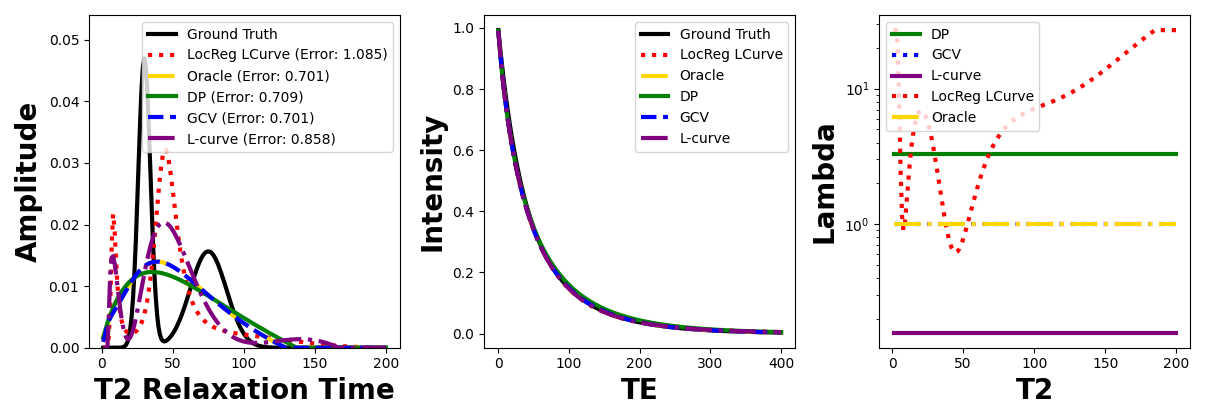 Amplitude
0.05
0.04
0.03
0.02
0.01
0.00
Ground Truth
LocReg LCurve (Error: 1.085)
Oracle (Error: 0.701)
DP (Error: 0.709)
GCV (Error: 0.701)
L-curve (Error: 0.858)
0 50 100 150 200
T2 Relaxation Time
Intensity
1.0
0.8
0.6
0.4
0.2
0.0
Ground Truth
LocReg LCurve
Oracle
DP
GCV
L-curve
0 100 200 300 400
TE
Lambda
10¹
10⁰
DP
GCV
L-curve
LocReg LCurve
Oracle
0 50 100 150 200
T2